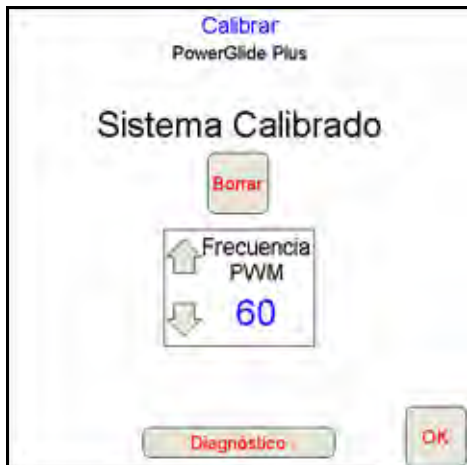 Calibrar
PowerGlide Plus
Sistema Calibrado
Borrar
Frecuencia
PWM
60
Diagnóstico
OK